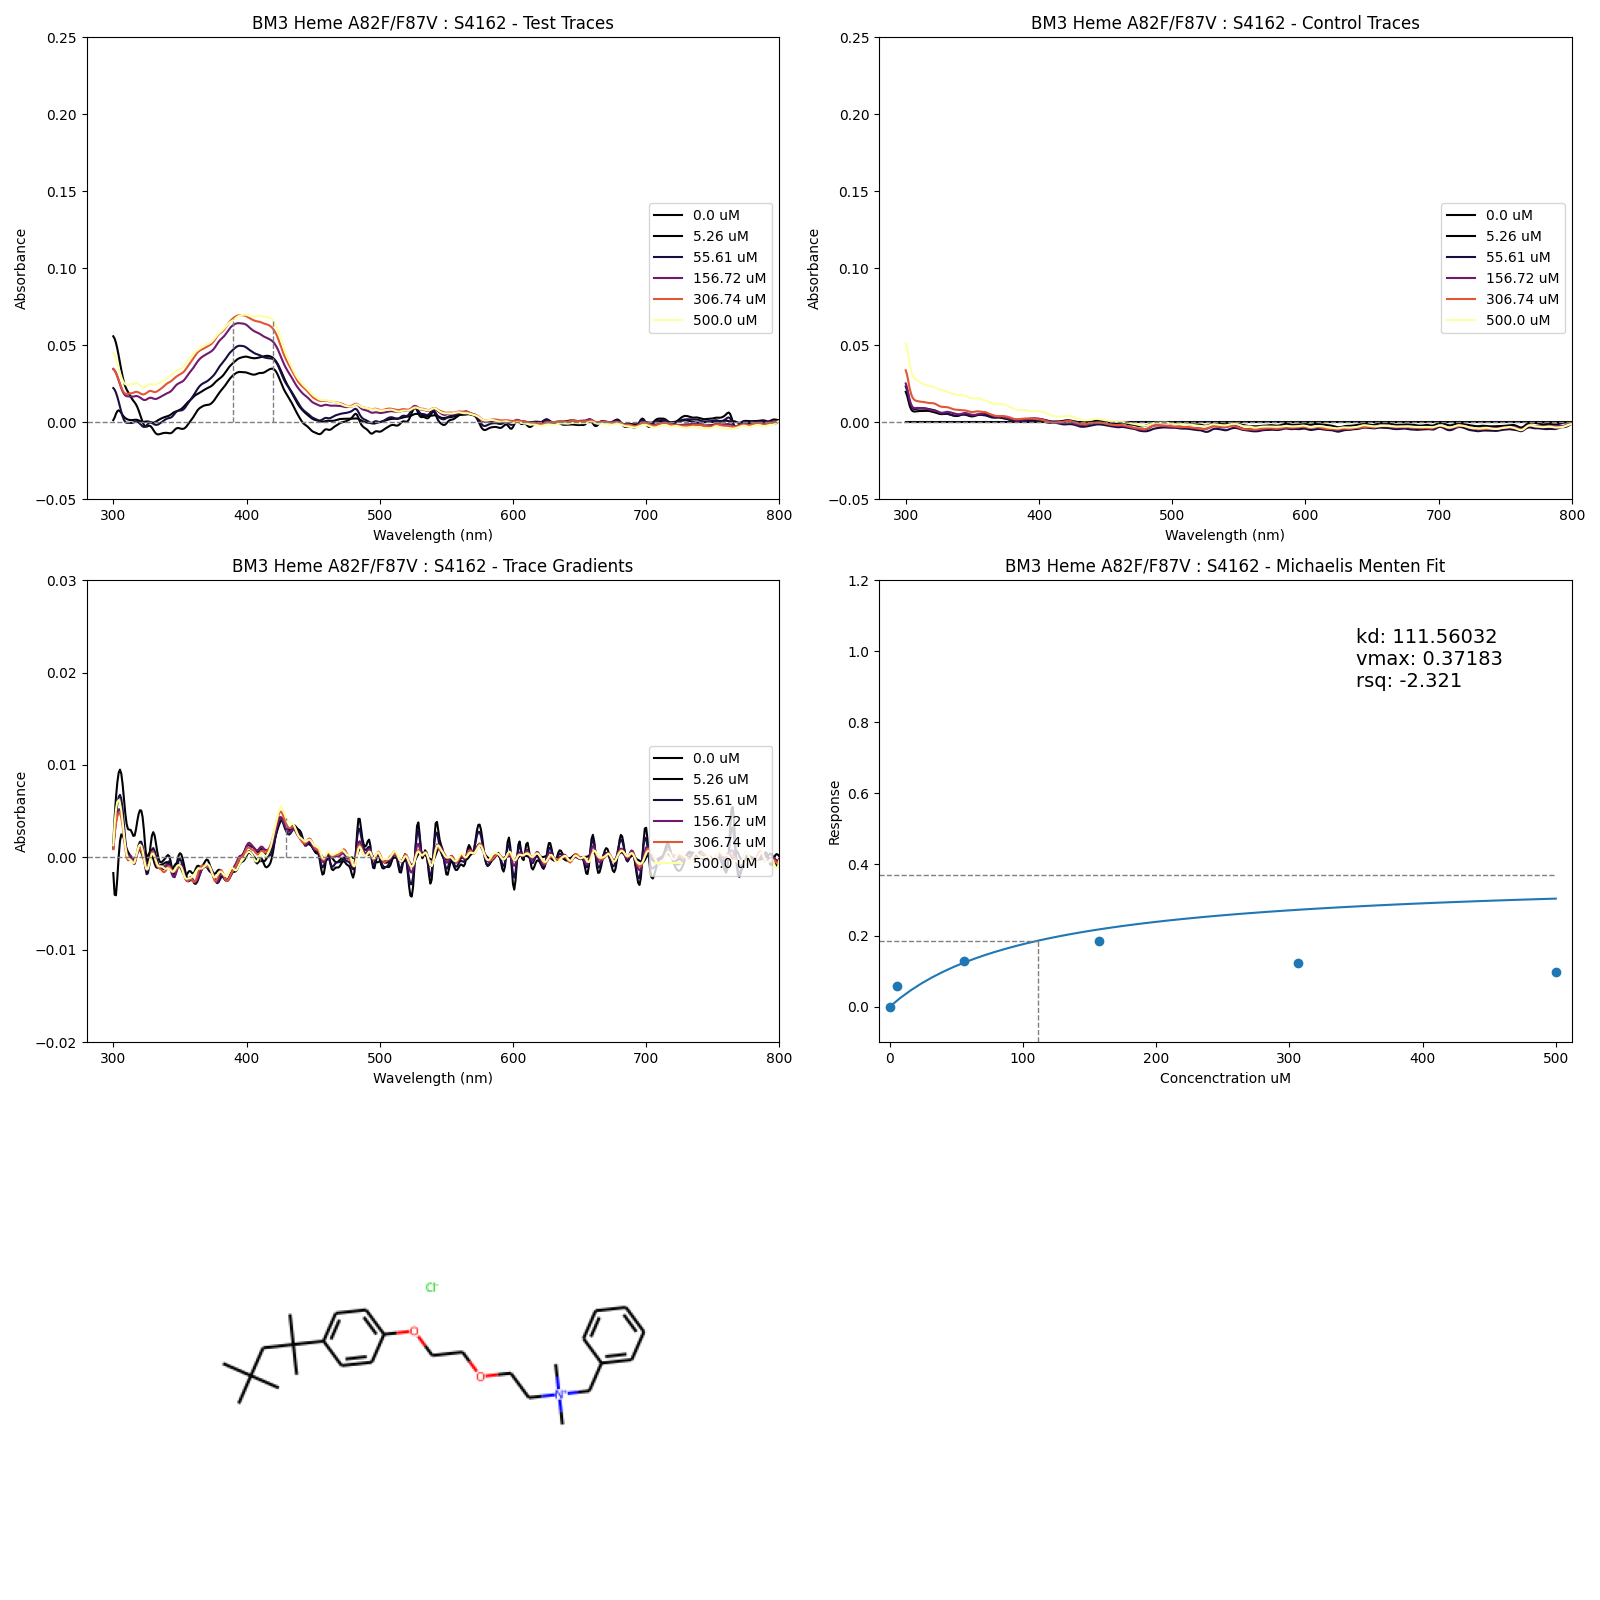 BM3 Heme A82F/F87V : S4162 - Test Traces
0.25
0.20
0.15
0.10
0.05
0.00
−0.05
Absorbance
300 400 500 600 700 800
Wavelength (nm)
0.0 uM
5.26 uM
55.61 uM
156.72 uM
306.74 uM
500.0 uM
BM3 Heme A82F/F87V : S4162 - Control Traces
0.25
0.20
0.15
0.10
0.05
0.00
−0.05
Absorbance
300 400 500 600 700 800
Wavelength (nm)
0.0 uM
5.26 uM
55.61 uM
156.72 uM
306.74 uM
500.0 uM
BM3 Heme A82F/F87V : S4162 - Trace Gradients
0.03
0.02
0.01
0.00
−0.01
−0.02
Absorbance
300 400 500 600 700 800
Wavelength (nm)
0.0 uM
5.26 uM
55.61 uM
156.72 uM
306.74 uM
500.0 uM
BM3 Heme A82F/F87V : S4162 - Michaelis Menten Fit
1.2
1.0
0.8
0.6
0.4
0.2
0.0
Response
kd: 111.56032
vmax: 0.37183
rsq: -2.321
0 100 200 300 400 500
Concenctration uM
Cl-
O
O
N+